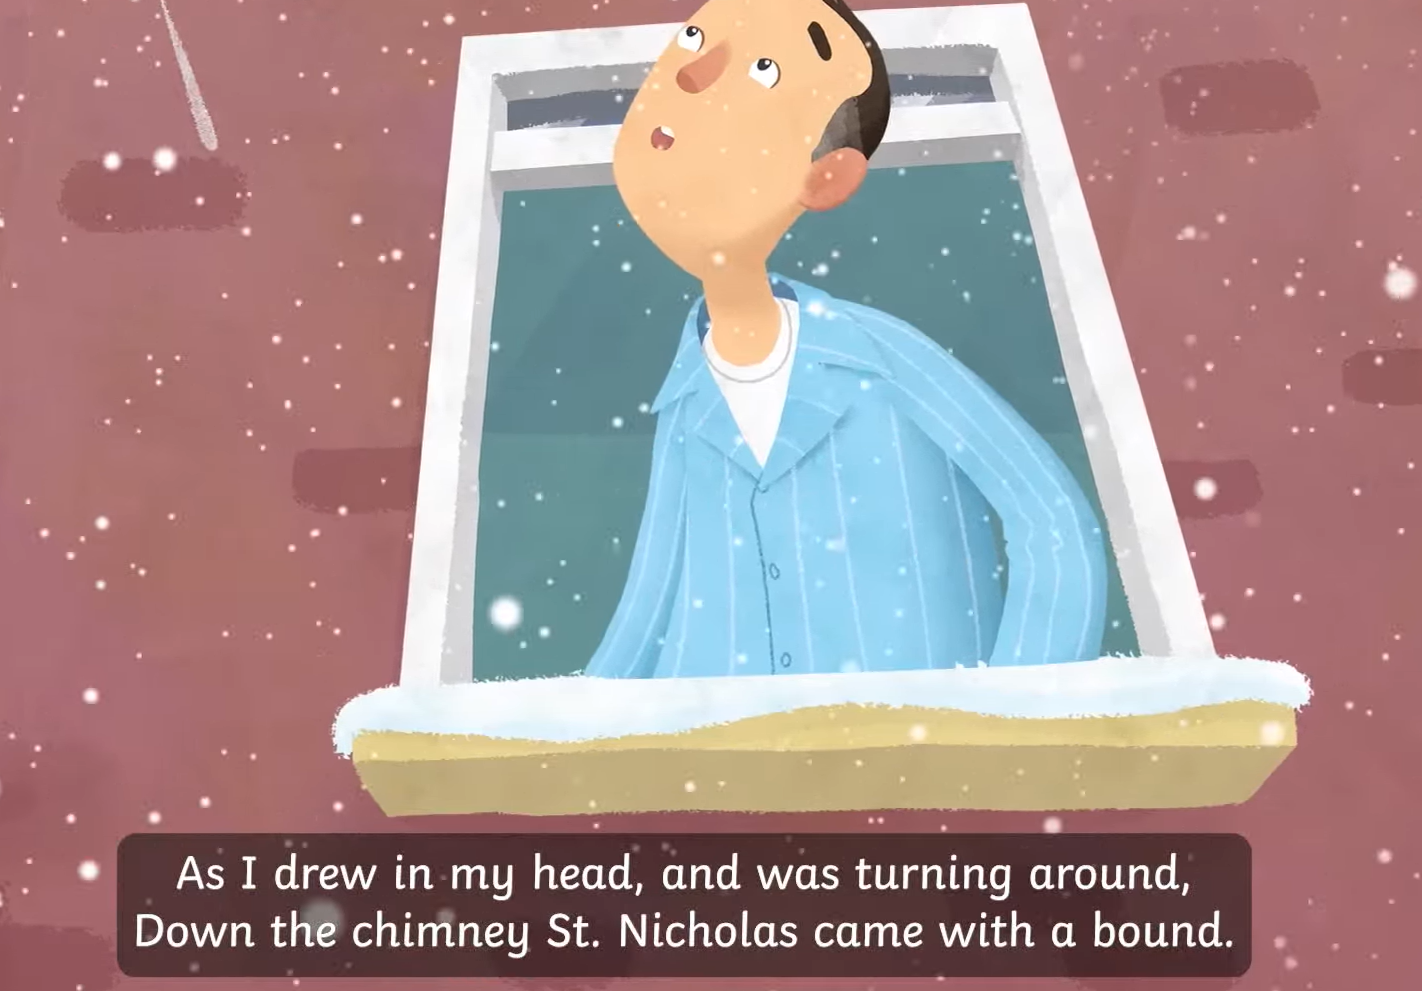 As I drew in my head, and was turning around,
Down the chimney St. Nicholas came with a bound.